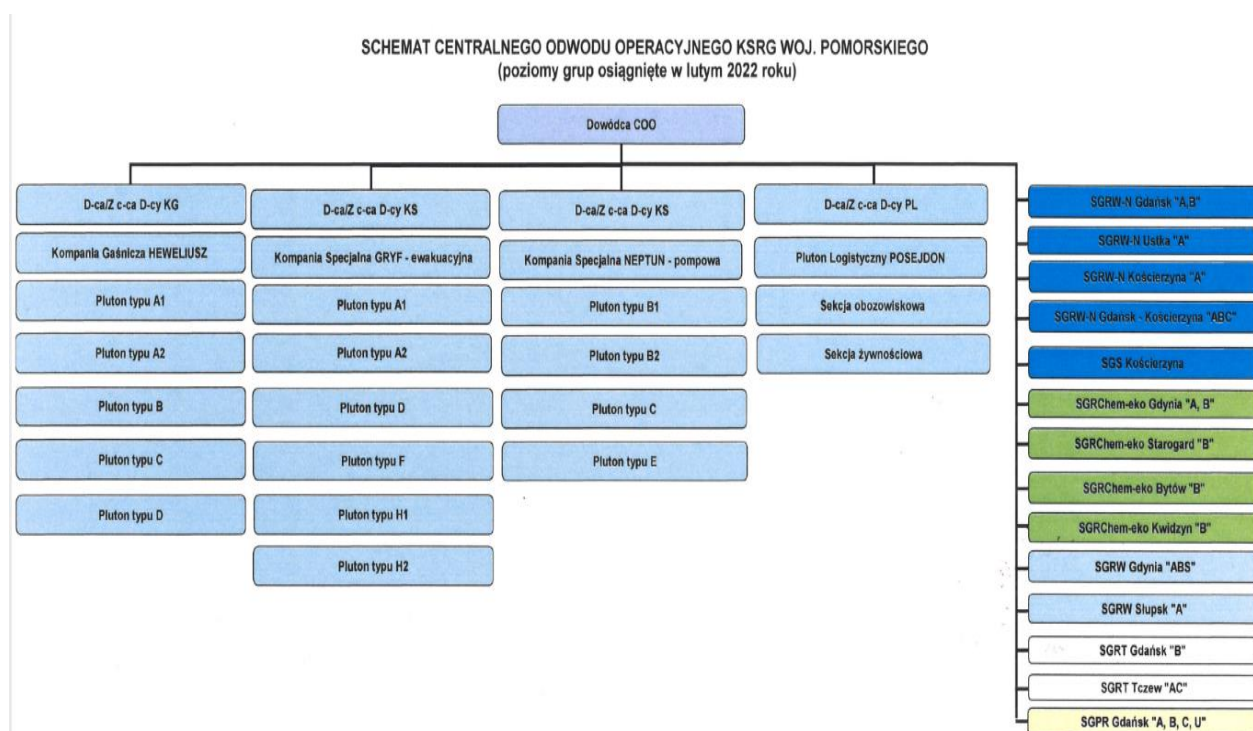 SCHEMAT CENTRALNEGO ODWODU OPERACYJNEGO KSRG WOJ. POMORSKIEGO
(poziomy grup osiągnięte w lutym 2022 roku)
Dowódca COO
D-ca/Z c-ca D-cy KG
Kompania Gaśnicza HEWELIUSZ
Pluton typu A1
Pluton typu A2
Pluton typu B
Pluton typu C
Pluton typu D
D-ca/Z c-ca D-cy KS
Kompania Specjalna GRYF - ewakuacyjna
Pluton typu A1
Pluton typu A2
Pluton typu D
Pluton typu F
Pluton typu H1
Pluton typu H2
D-ca/Z c-ca D-cy KS
Kompania Specjalna NEPTUN - pompowa
Pluton typu B1
Pluton typu B2
Pluton typu C
Pluton typu E
D-ca/Z c-ca D-cy PL
Pluton Logistyczny POSEJDON
Sekcja obozowiskowa
Sekcja żywnościowa
SGRW-N Gdańsk "A,B"
SGRW-N Ustka "A"
SGRW-N Kościerzyna "A"
SGRW-N Gdańsk - Kościerzyna "ABC"
SGS Kościerzyna
SGRChem-eko Gdynia "A, B"
SGRChem-eko Starogard "B"
SGRChem-eko Bytów "B"
SGRChem-eko Kwidzyn "B"
SGRW Gdynia "ABS"
SGRW Słupsk "A"
SGRT Gdańsk "B"
SGRT Tczew "AC"
SGPR Gdańsk "A, B, C, U"